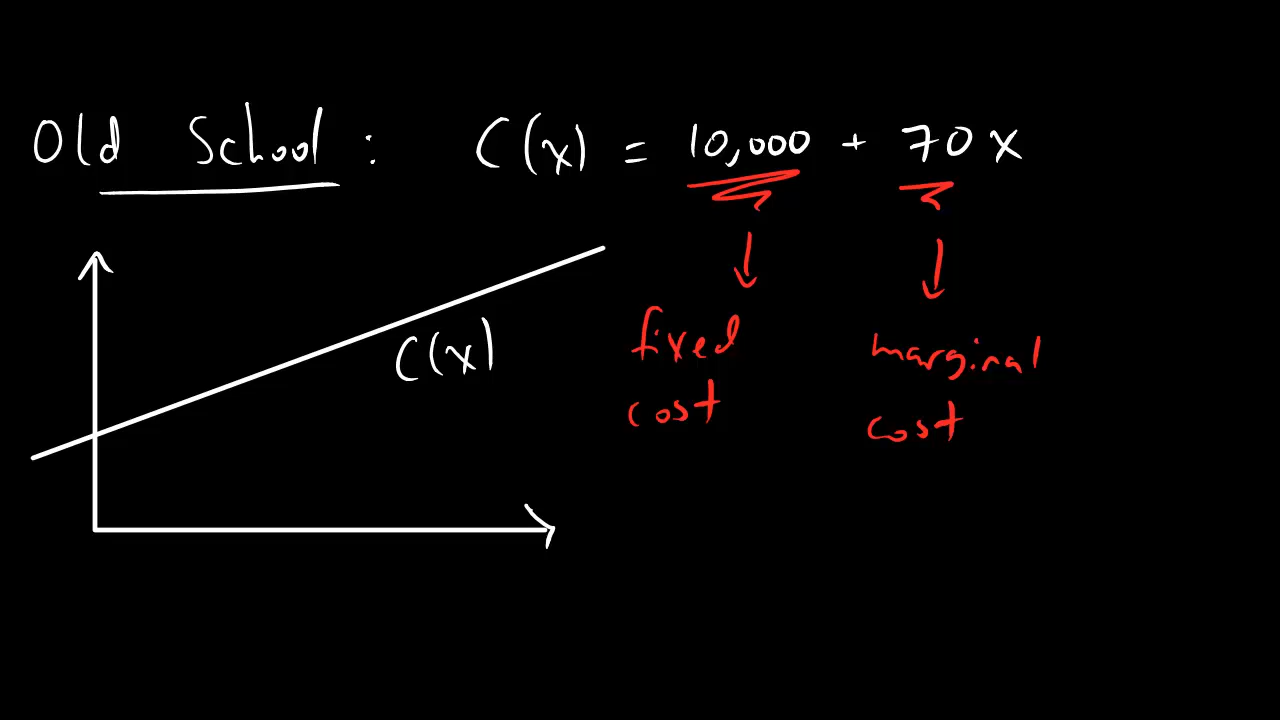 Old School: C(x) = 10,000 + 70x
C(x)
fixed
cost
marginal
cost